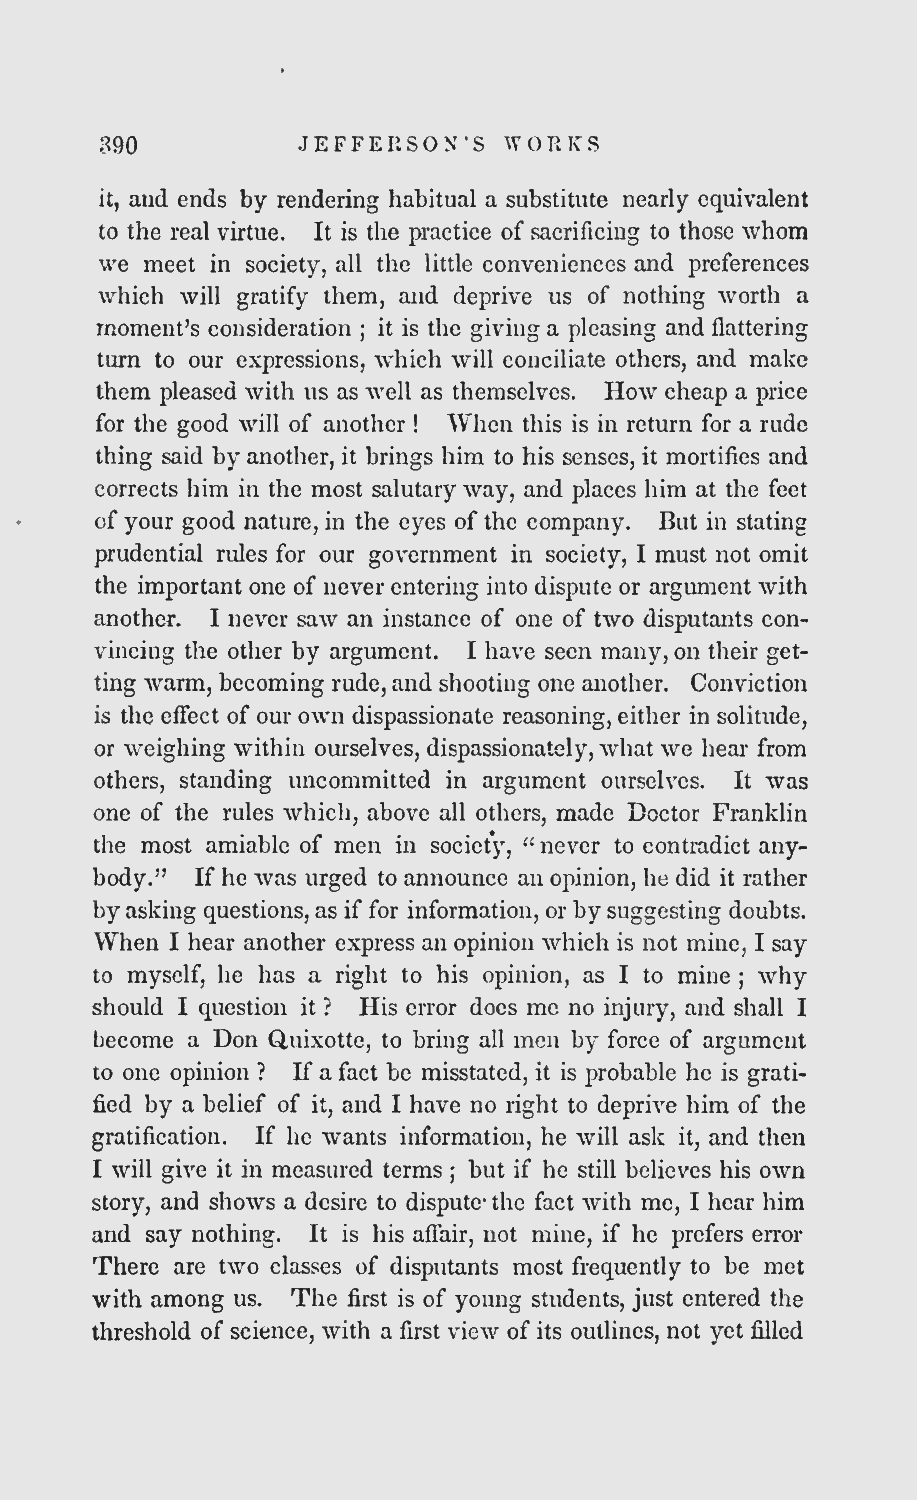 390 JEFFERSON'S WORKS
it, and ends by rendering habitual a substitute nearly equivalent
to the real virtue. It is the practice of sacrificing to those whom
we meet in society, all the little conveniences and preferences
which will gratify them, and deprive us of nothing worth a
moment's consideration ; it is the giving a pleasing and flattering
turn to our expressions, which will conciliate others, and make
them pleased with us as well as themselves. How cheap a price
for the good will of another ! When this is in return for a rude
thing said by another, it brings him to his senses, it mortifies and
corrects him in the most salutary way, and places him at the feet
of your good nature, in the eyes of the company. But in stating
prudential rules for our government in society, I must not omit
the important one of never entering into dispute or argument with
another. I never saw an instance of one of two disputants con-
vincing the other by argument. I have seen many, on their get-
ting warm, becoming rude, and shooting one another. Conviction
is the effect of our own dispassionate reasoning, either in solitude,
or weighing within ourselves, dispassionately, what we hear from
others, standing uncommitted in argument ourselves. It was
one of the rules which, above all others, made Doctor Franklin
the most amiable of men in society, "never to contradict any-
body." If he was urged to announce an opinion, he did it rather
by asking questions, as if for information, or by suggesting doubts.
When I hear another express an opinion which is not mine, I say
to myself, he has a right to his opinion, as I to mine ; why
should I question it ? His error does me no injury, and shall I
become a Don Quixotte, to bring all men by force of argument
to one opinion ? If a fact be misstated, it is probable he is grati-
fied by a belief of it, and I have no right to deprive him of the
gratification. If he wants information, he will ask it, and then
I will give it in measured terms ; but if he still believes his own
story, and shows a desire to dispute the fact with me, I hear him
and say nothing. It is his affair, not mine, if he prefers error
There are two classes of disputants most frequently to be met
with among us. The first is of young students, just entered the
threshold of science, with a first view of its outlines, not yet filled